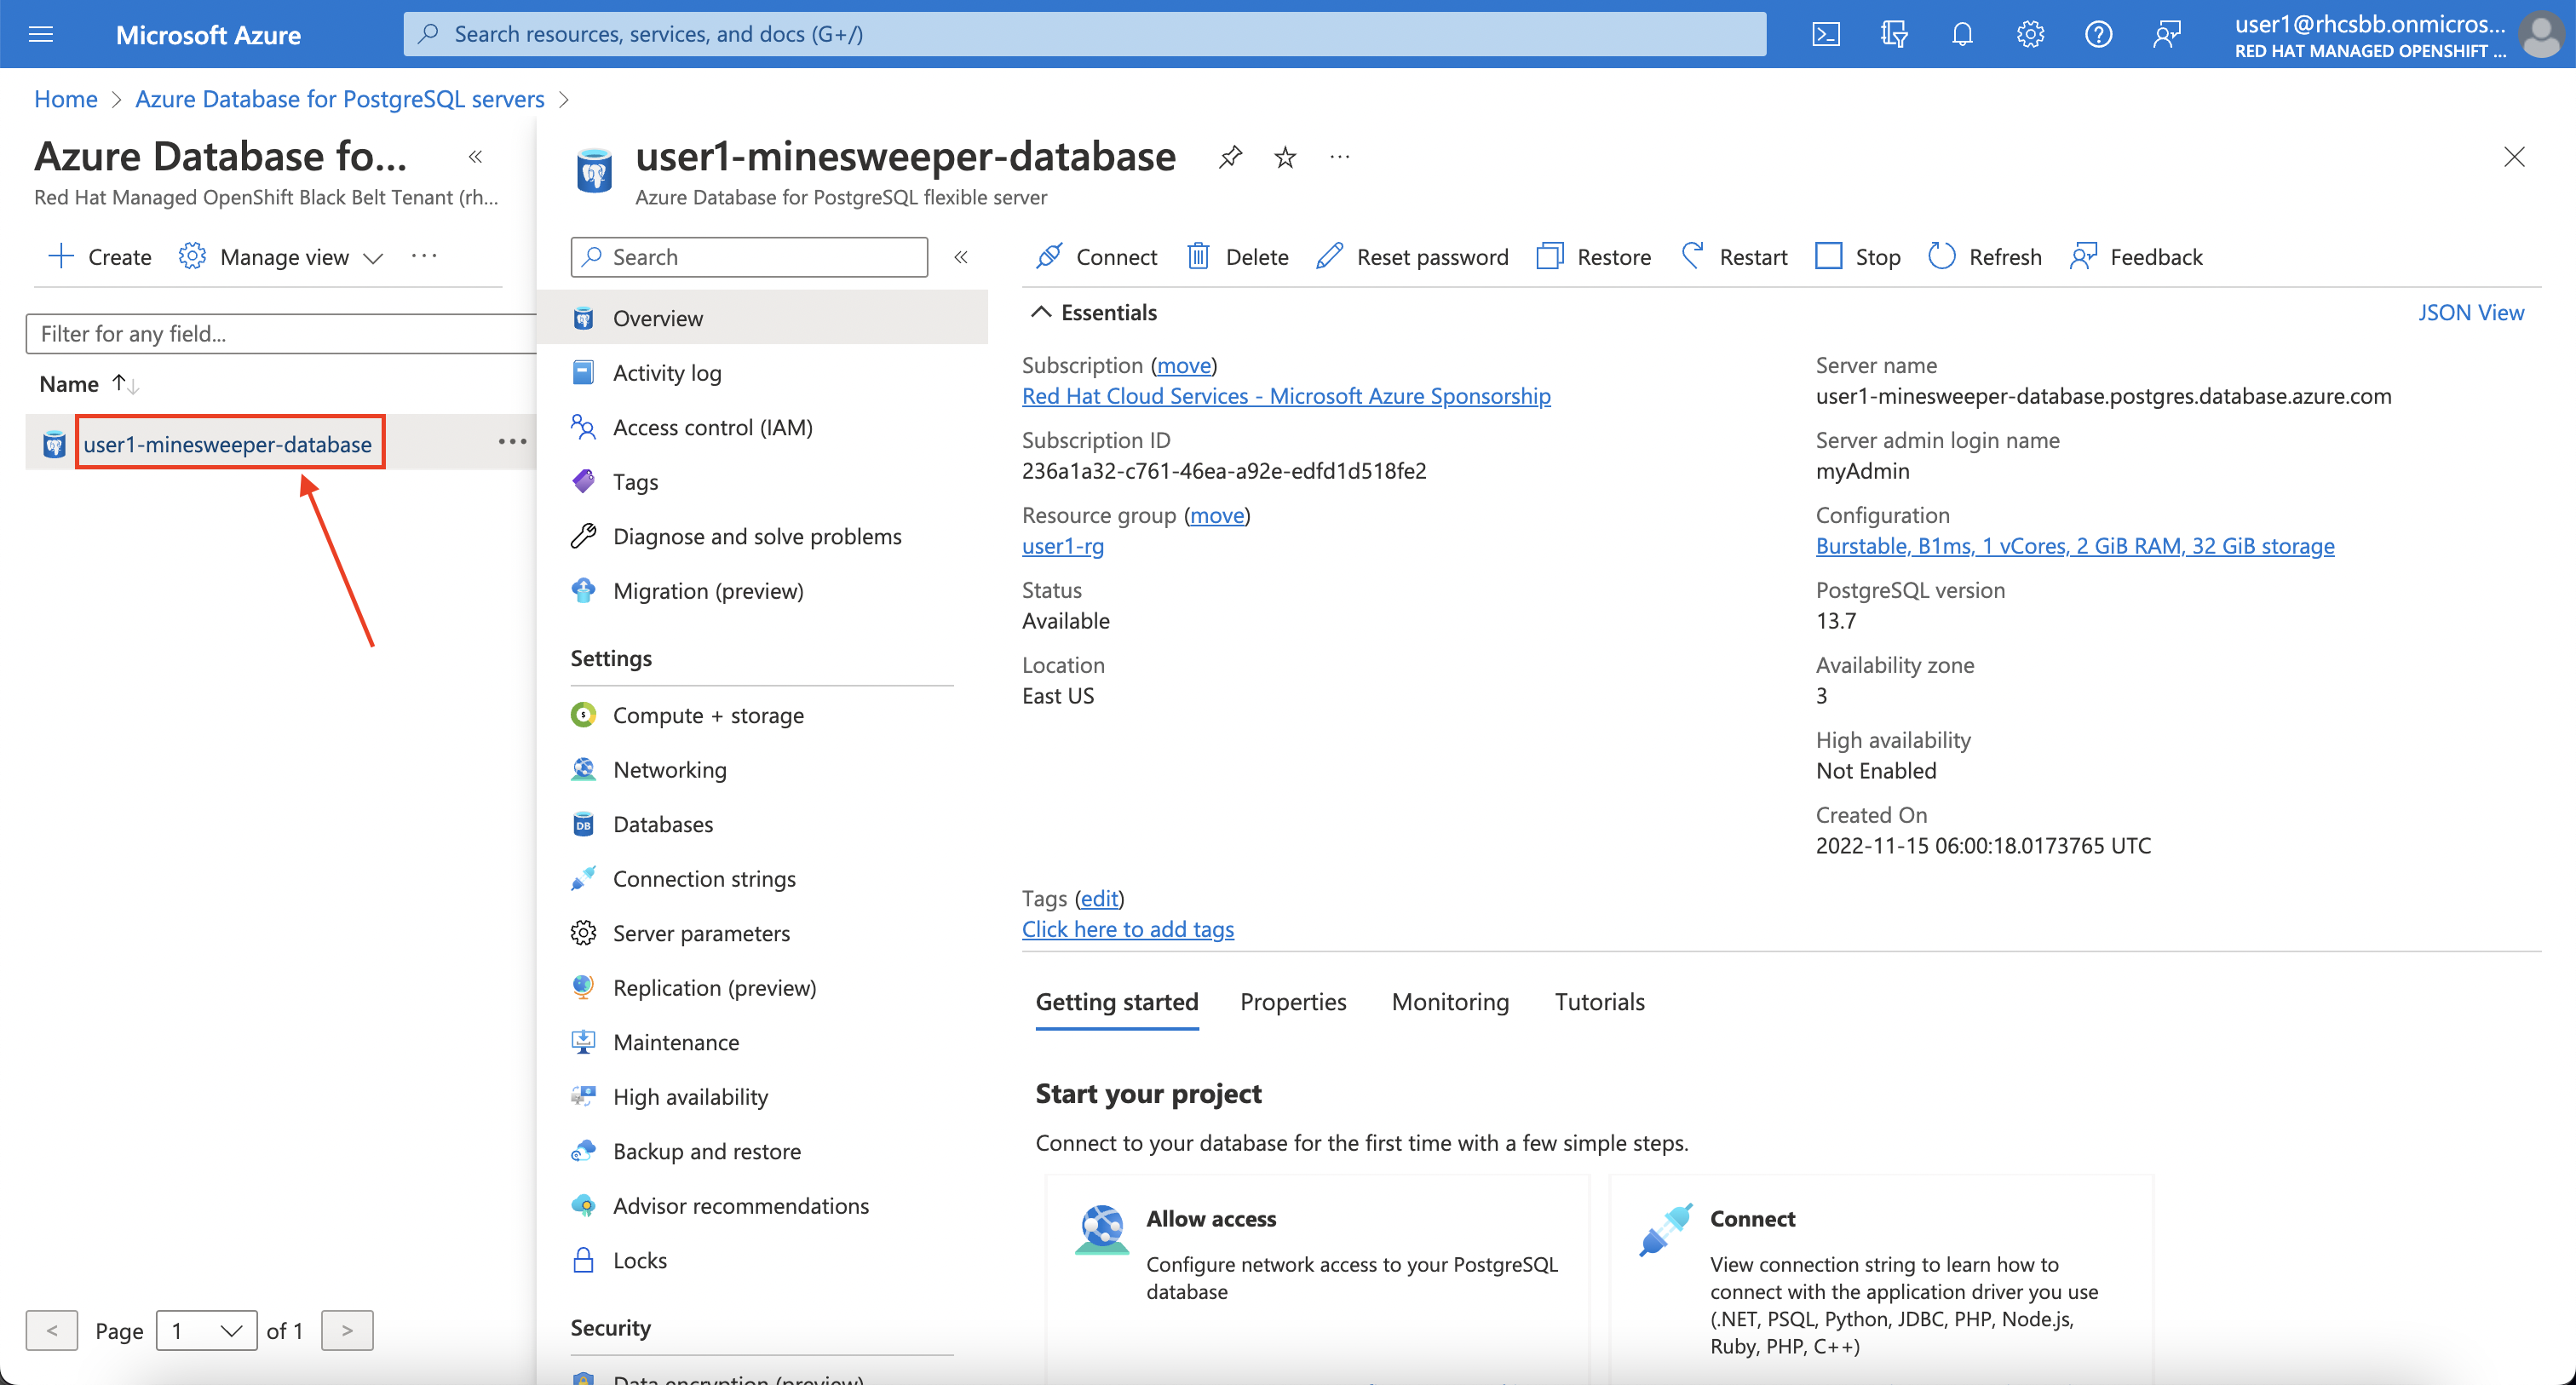 Microsoft Azure
Search resources, services, and docs (G+/)
user1@rhcsbb.onmicros...
RED HAT MANAGED OPENSHIFT ...
Home > Azure Database for PostgreSQL servers >
Azure Database fo...
Red Hat Managed OpenShift Black Belt Tenant (rh...
Create
Manage view
...
Filter for any field...
Name
user1-minesweeper-database
...
< Page 1 of 1 >
user1-minesweeper-database
...
Azure Database for PostgreSQL flexible server
Search
Overview
Activity log
Access control (IAM)
Tags
Diagnose and solve problems
Migration (preview)
Settings
Compute + storage
Networking
DB
Databases
Connection strings
Server parameters
Replication (preview)
Maintenance
High availability
Backup and restore
Advisor recommendations
Locks
Security
Data encryption (preview)
Connect
Delete
Reset password
Restore
Restart
Stop
Refresh
Feedback
Essentials
JSON View
Subscription (move)
Red Hat Cloud Services - Microsoft Azure Sponsorship
Subscription ID
236a1a32-c761-46ea-a92e-edfd1d518fe2
Resource group (move)
user1-rg
Status
Available
Location
East US
Server name
user1-minesweeper-database.postgres.database.azure.com
Server admin login name
myAdmin
Configuration
Burstable, B1ms, 1 vCores, 2 GiB RAM, 32 GiB storage
PostgreSQL version
13.7
Availability zone
3
High availability
Not Enabled
Created On
2022-11-15 06:00:18.0173765 UTC
Tags (edit)
Click here to add tags
Getting started
Properties
Monitoring
Tutorials
Start your project
Connect to your database for the first time with a few simple steps.
Allow access
Configure network access to your PostgreSQL
database
Connect
View connection string to learn how to
connect with the application driver you use
(.NET, PSQL, Python, JDBC, PHP, Node.js,
Ruby, PHP, C++)